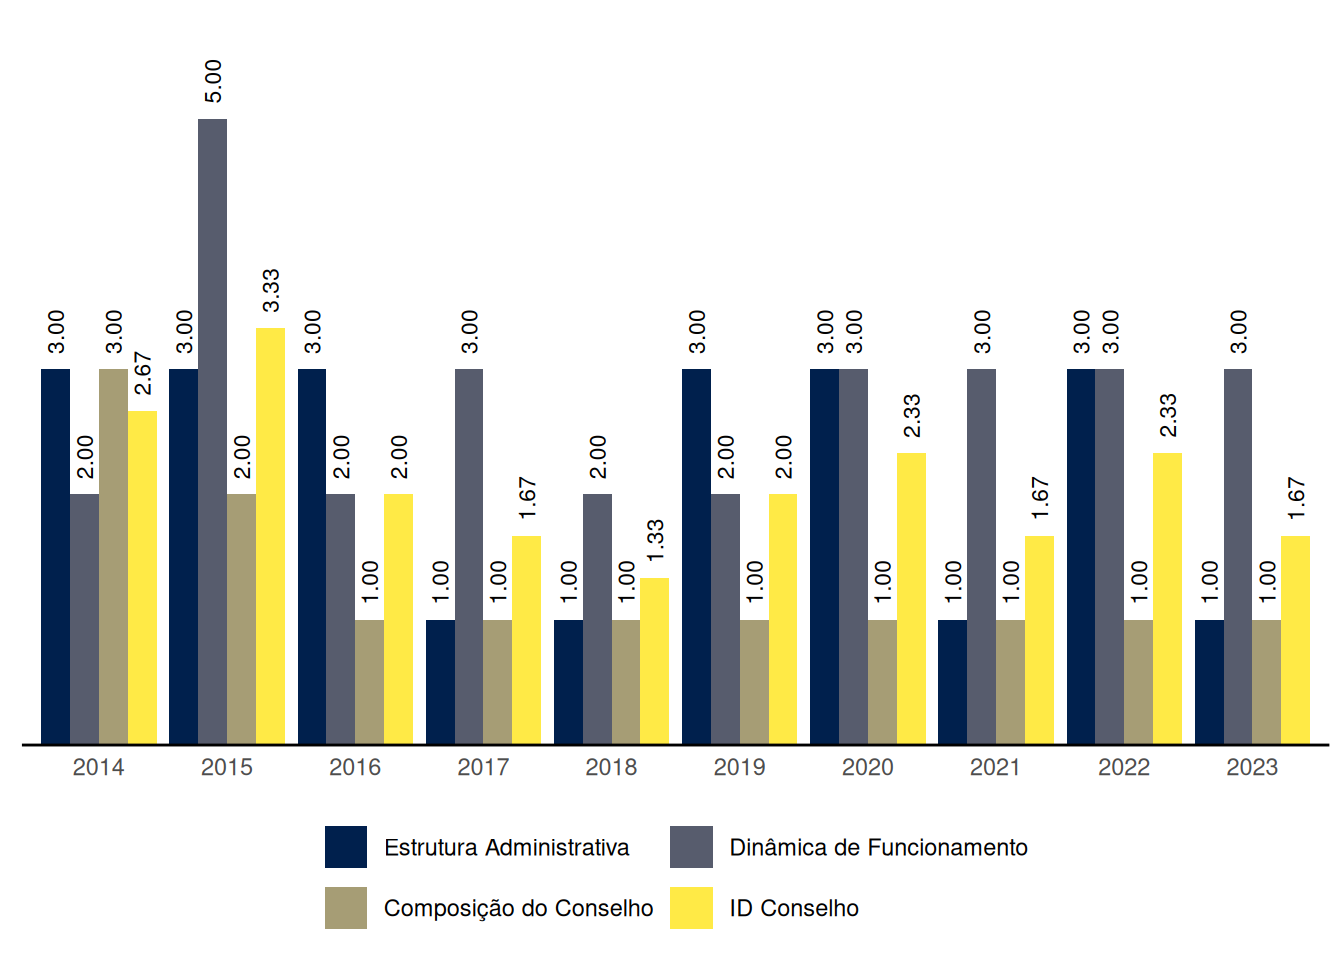 3.00 2.00 3.00 2.67 3.00 5.00 2.00 3.33 3.00 2.00 1.00 2.00 1.00 3.00 1.00 1.67 1.00 2.00 1.00 1.33 3.00 2.00 1.00 2.00 3.00 3.00 1.00 2.33 1.00 3.00 1.00 1.67 3.00 3.00 1.00 2.33 1.00 3.00 1.00 1.67
2014 2015 2016 2017 2018 2019 2020 2021 2022 2023
Estrutura Administrativa Dinâmica de Funcionamento
Composição do Conselho ID Conselho